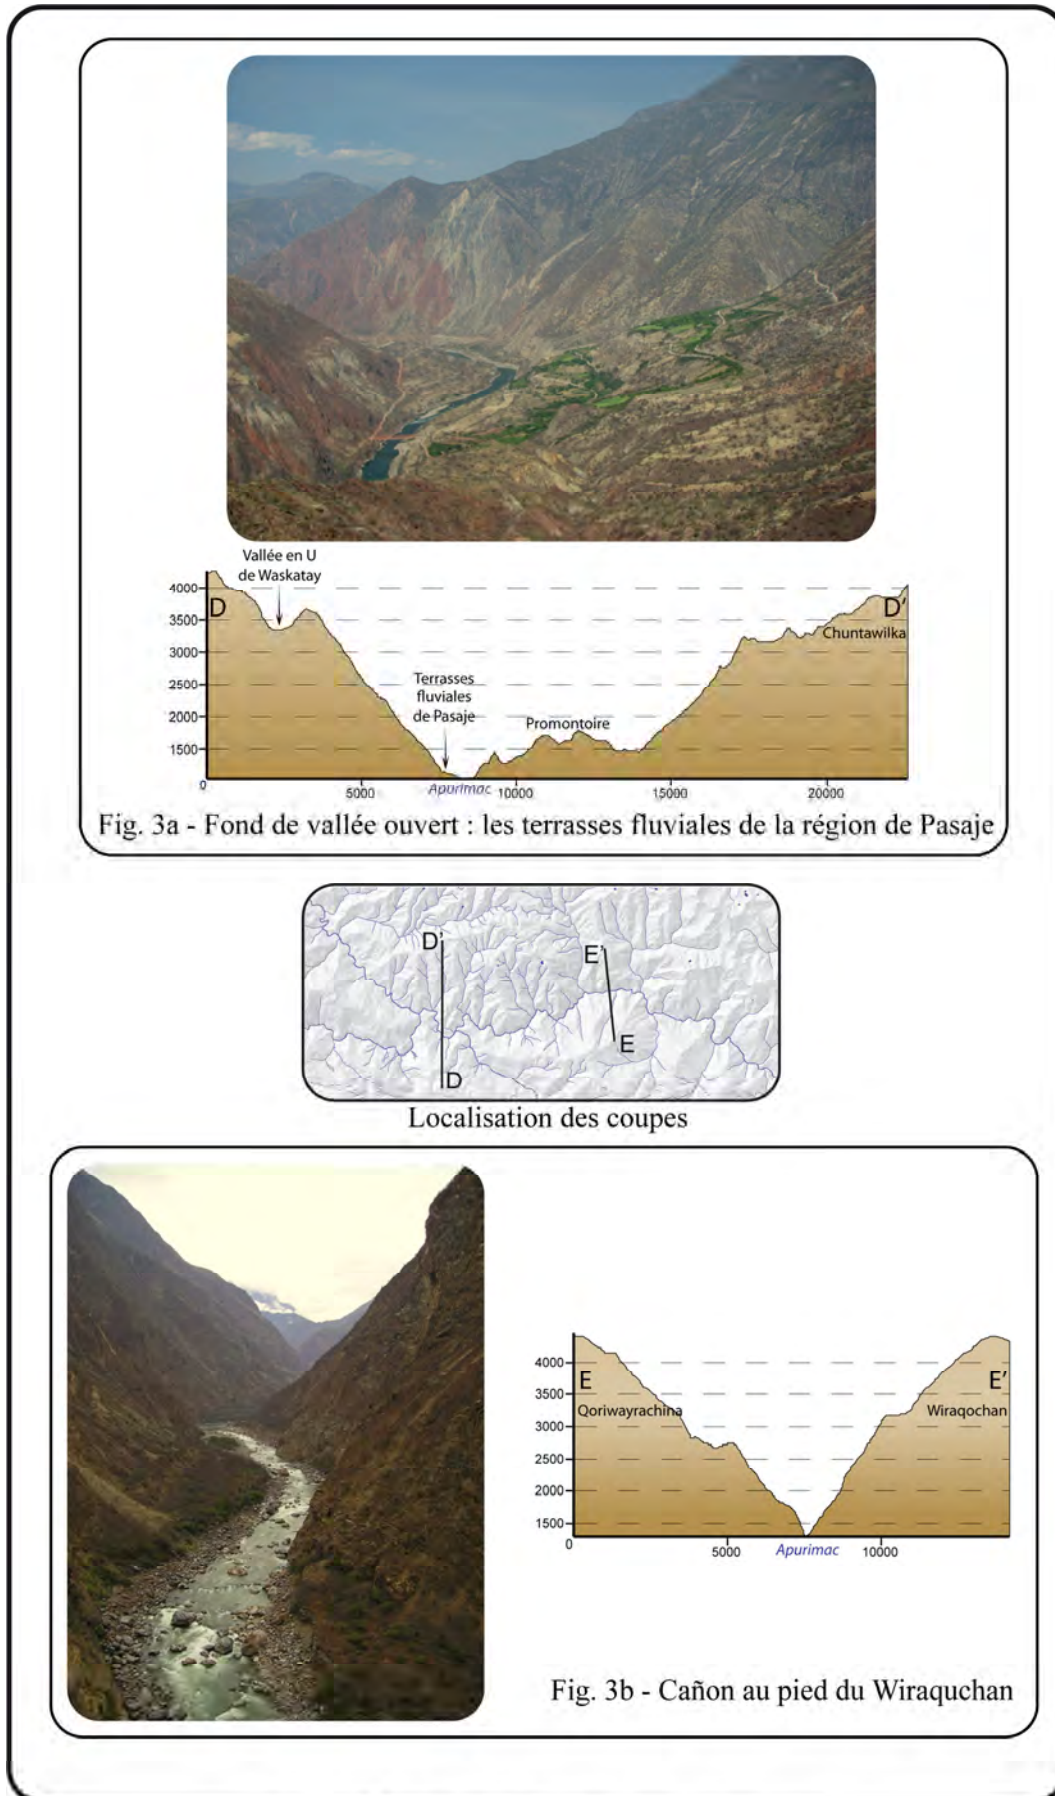 Vallée en U
de Waskatay
4000
3500
3000
2500
2000
1500
D
D'
Chuntawilka
Terrasses
fluviales
de Pasaje
Promontoire
0
5000
Apurimac
10000
15000
20000
Fig. 3a - Fond de vallée ouvert : les terrasses fluviales de la région de Pasaje
D'
E'
E
D
Localisation des coupes
4000
3500
3000
2500
2000
1500
E
E'
Qoriwayrachina
Wiraqochan
0
5000
Apurimac
10000
Fig. 3b - Cañon au pied du Wiraquchan